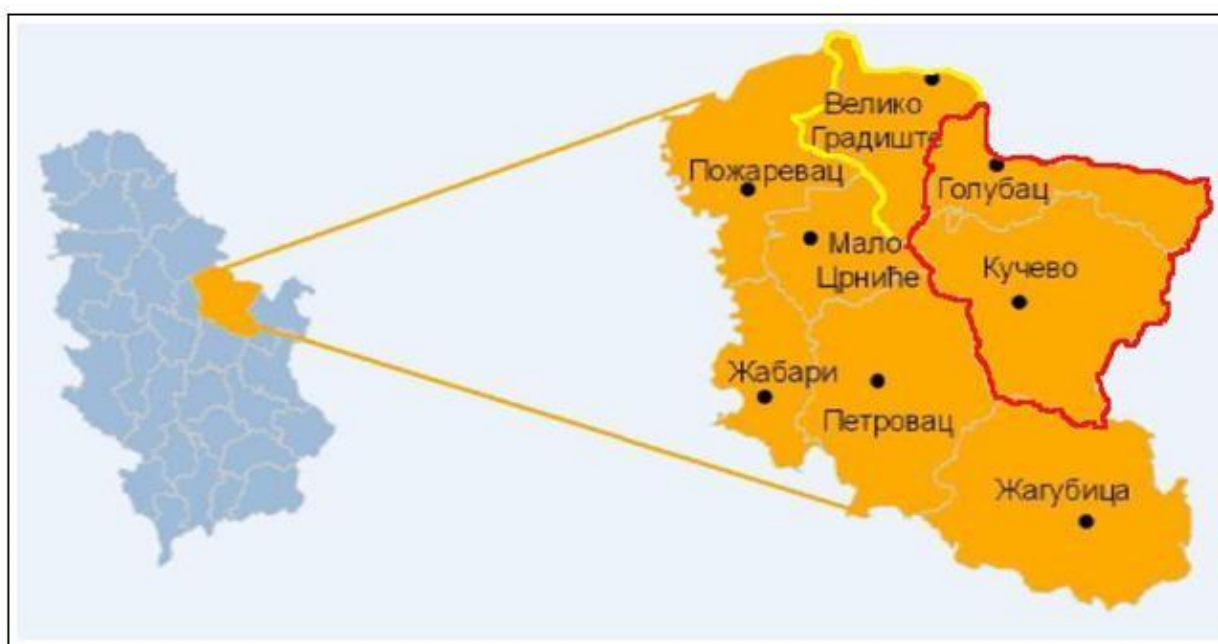 Велико
Градиште
Пожаревац
Голубац
Мало
Црниће
Кучево
Жабари
Петровац
Жагубица